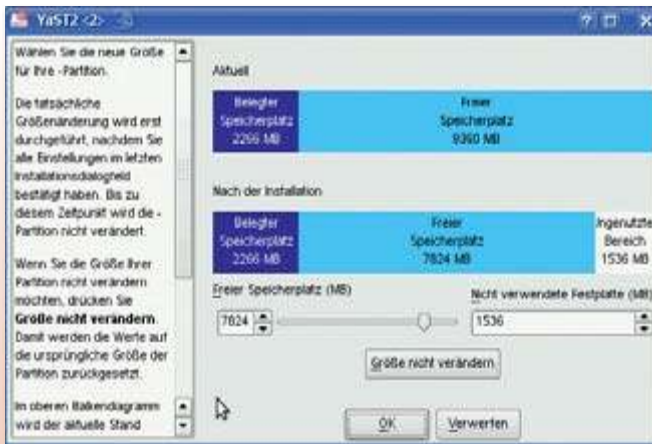 YaST2 <2>
Wählen Sie die neue Größe
für Ihre -Partition.
Die tatsächliche
Größenänderung wird erst
durchgeführt, nachdem Sie
alle Einstellungen im letzten
Installationsdialogfeld
bestätigt haben. Bis zu
diesem Zeitpunkt wird die -
Partition nicht verändert.
Wenn Sie die Größe Ihrer
Partition nicht verändern
möchten, drücken Sie
Größe nicht verändern.
Damit werden die Werte auf
die ursprüngliche Größe der
Partition zurückgesetzt.
Im oberen Balkendiagramm
wird der aktuelle Stand
Aktuell
Belegter
Speicherplatz
2266 MB
Freier
Speicherplatz
9360 MB
Nach der Installation
Belegter
Speicherplatz
2266 MB
Freier
Speicherplatz
7824 MB
Ingenutzte
Bereich
1536 MB
Freier Speicherplatz (MB)
7824
Nicht verwendete Festplatte (MB)
1536
Größe nicht verändern
OK
Verwerfen